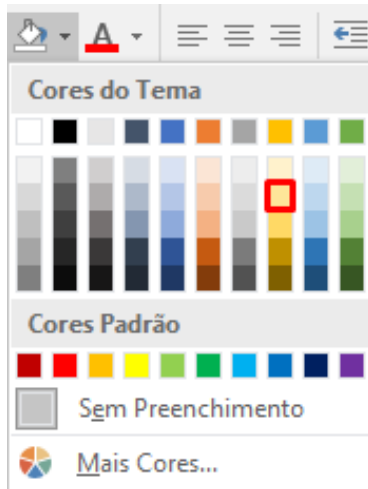 A
Cores do Tema
Cores Padrão
Sem Preenchimento
Mais Cores...